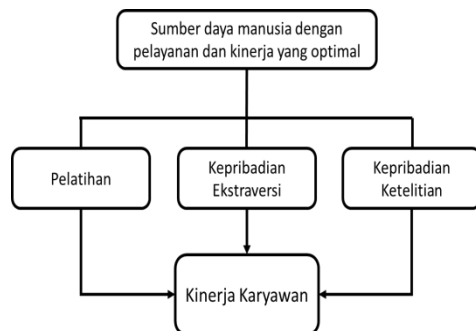 Sumber daya manusia dengan
pelayanan dan kinerja yang optimal
Pelatihan
Kepribadian
Ekstraversi
Kepribadian
Ketelitian
Kinerja Karyawan